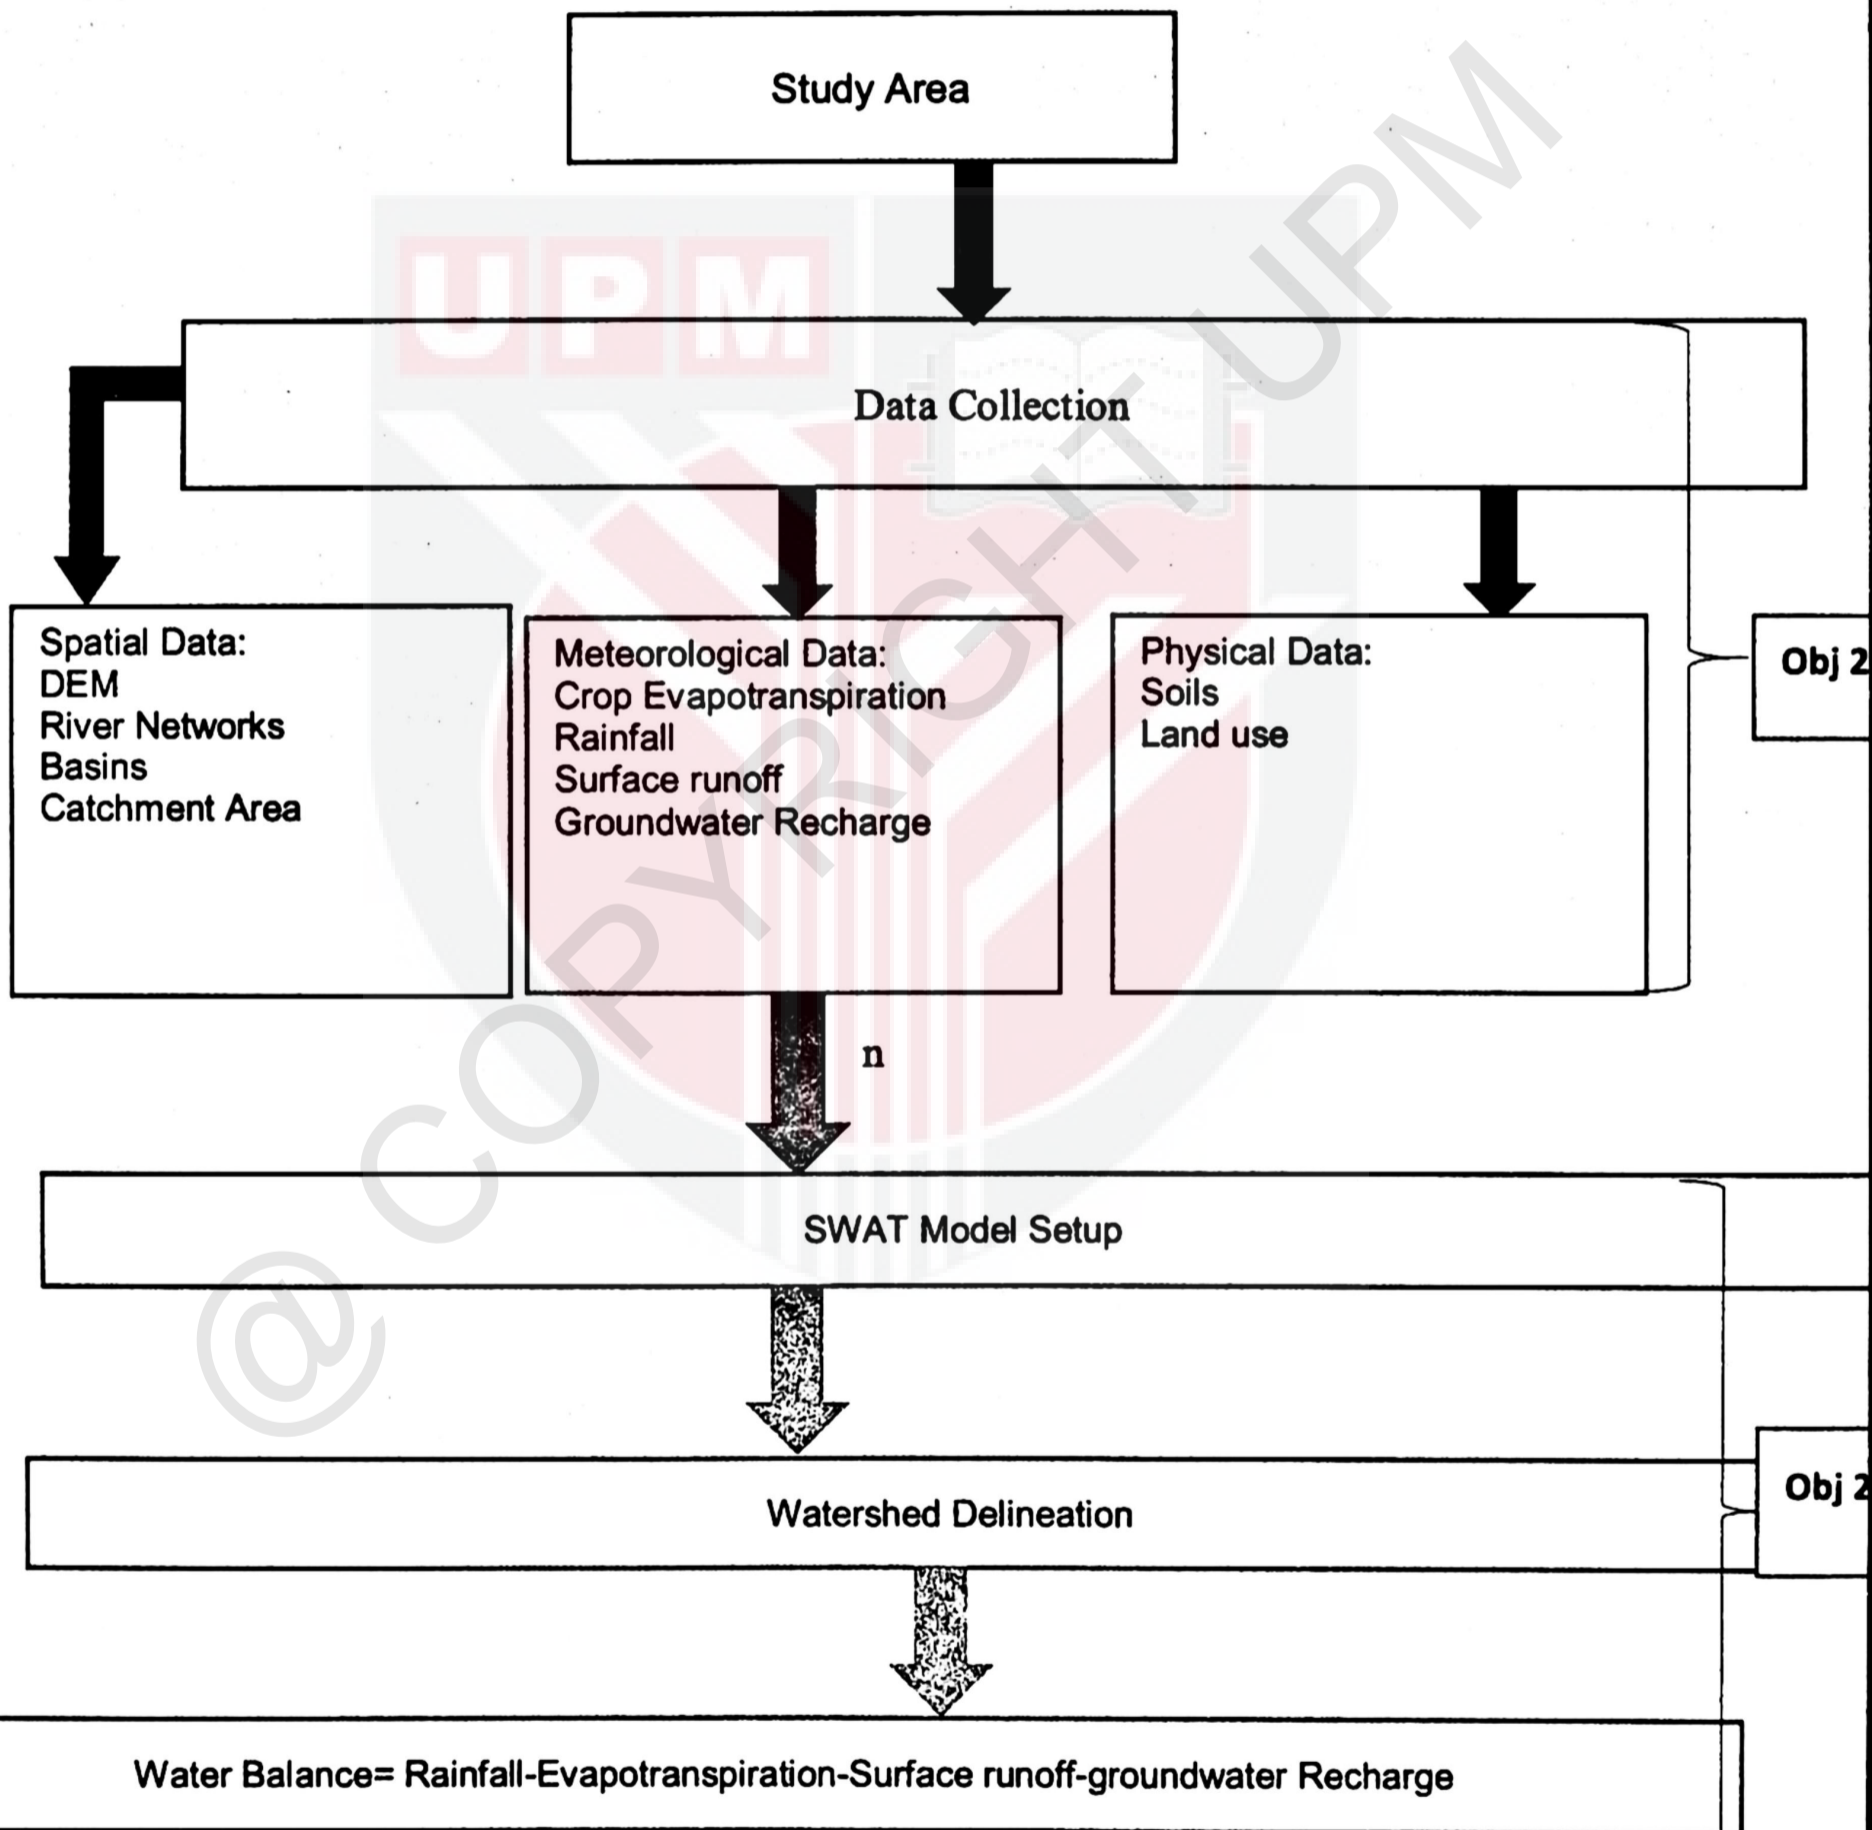 Study Area
UPM
Data Collection
Spatial Data:
DEM
River Networks
Basins
Catchment Area
Meteorological Data:
Crop Evapotranspiration
Rainfall
Surface runoff
Groundwater Recharge
Physical Data:
Soils
Land use
Obj 2
n
SWAT Model Setup
Watershed Delineation
Obj 2
Water Balance= Rainfall-Evapotranspiration-Surface runoff-groundwater Recharge
@ COPYRIGHT UPM